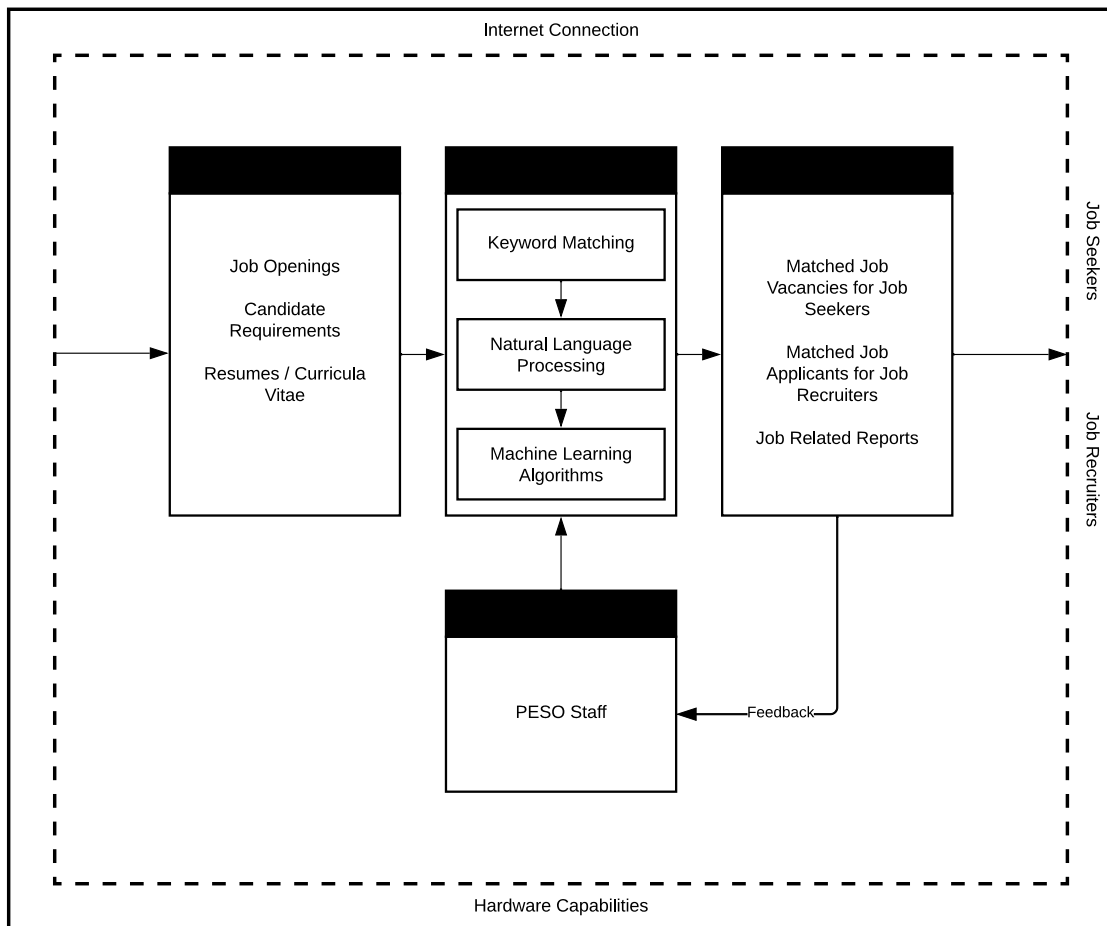 Internet Connection
Job Openings
Candidate
Requirements
Resumes / Curricula
Vitae
Keyword Matching
Natural Language
Processing
Machine Learning
Algorithms
Matched Job
Vacancies for Job
Seekers
Matched Job
Applicants for Job
Recruiters
Job Related Reports
Job Seekers
Job Recruiters
PESO Staff
Feedback
Hardware Capabilities